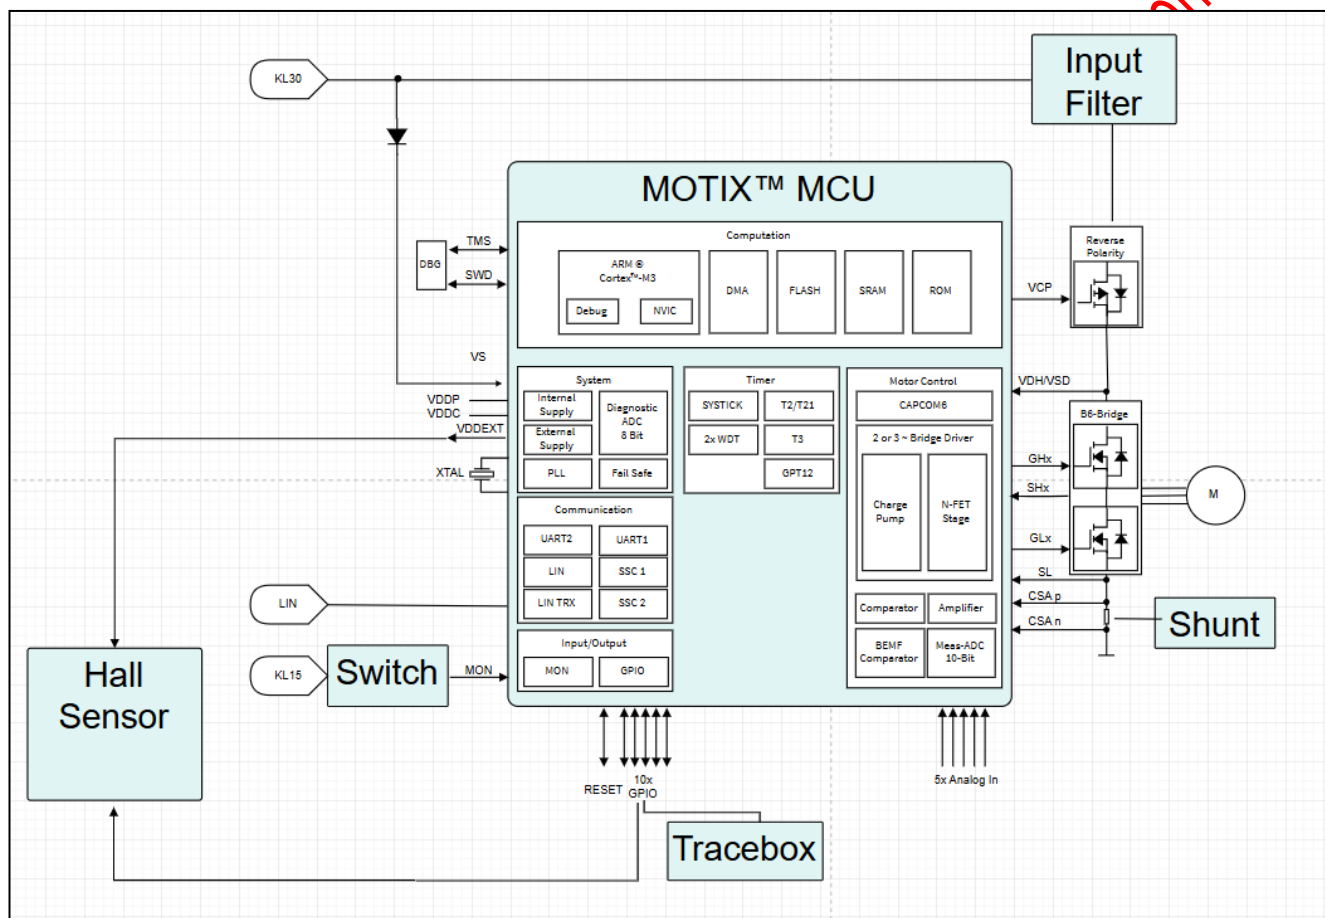 KL30
Input
Filter
MOTIX™ MCU
Computation
ARM ®
Cortex™-M3
Debug
NVIC
DMA
FLASH
SRAM
ROM
DBG
TMS
SWD
VCP
Reverse
Polarity
VS
VDDP
VDDC
VDDEXT
XTAL
System
Internal
Supply
External
Supply
PLL
Diagnostic
ADC
8 Bit
Fail Safe
Timer
SYSTICK
T2/T21
2x WDT
T3
GPT12
Motor Control
CAPCOM6
2 or 3 ~ Bridge Driver
Charge
Pump
N-FET
Stage
Comparator
Amplifier
BEMF
Comparator
Meas-ADC
10-Bit
VDH/VSD
B6-Bridge
GHx
SHx
GLx
SL
CSA p
CSA n
M
Shunt
Communication
UART2
UART1
LIN
SSC 1
LIN TRX
SSC 2
Input/Output
MON
GPIO
LIN
KL15
Switch
MON
Hall
Sensor
RESET
10x
GPIO
5x Analog In
Tracebox